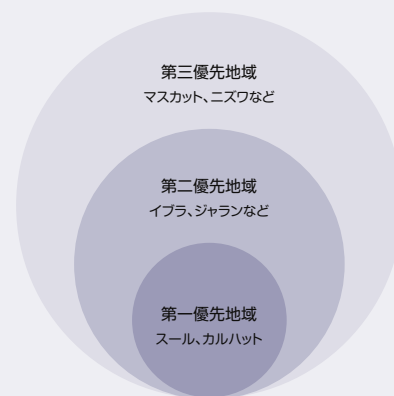 第三優先地域
マスカット、ニズワなど
第二優先地域
イブラ、ジャランなど
第一優先地域
スール、カルハット